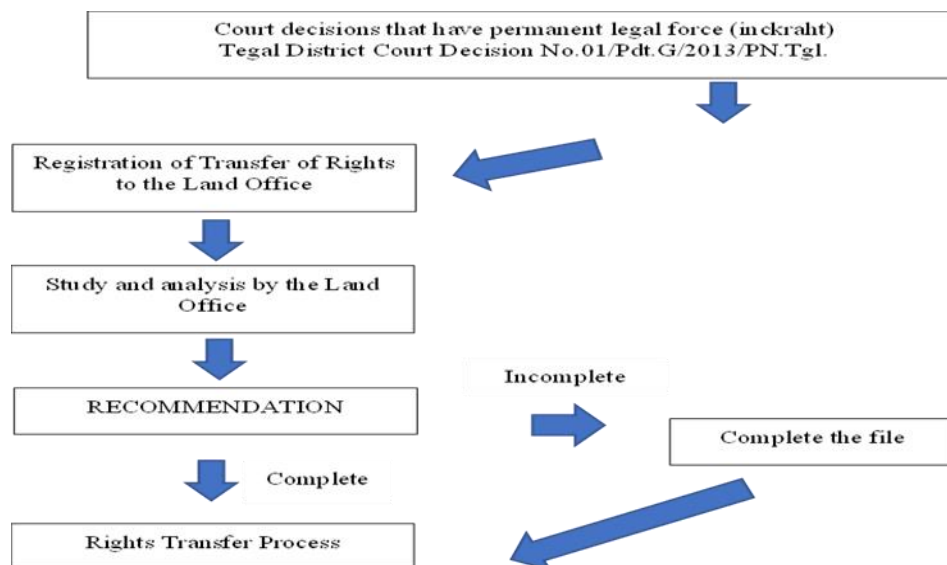 Court decisions that have permanent legal force (inckraht)
Tegal District Court Decision No.01/Pdt.G/2013/PN.Tgl.
Registration of Transfer of Rights
to the Land Office
Study and analysis by the Land
Office
RECOMMENDATION
Incomplete
Complete the file
Complete
Rights Transfer Process